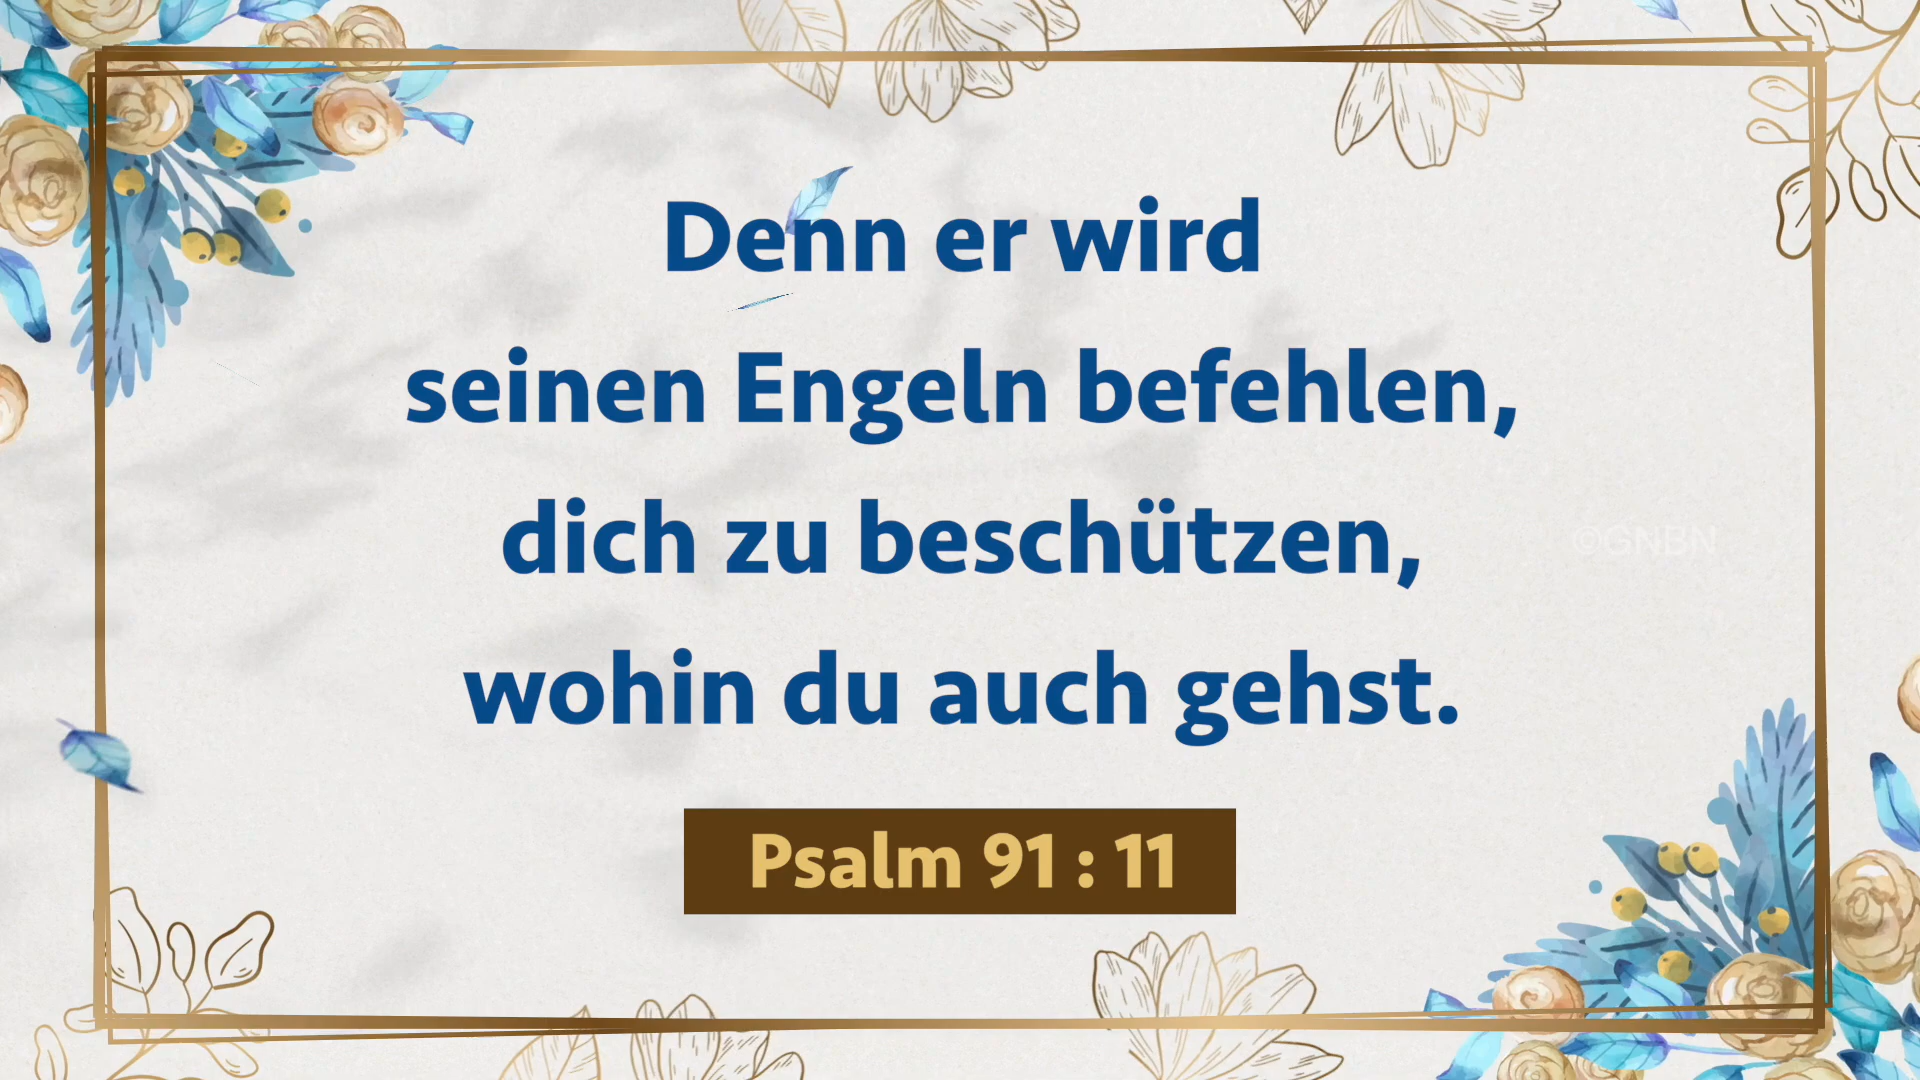 Denn er wird
seinen Engeln befehlen,
dich zu beschützen,
©GNBN
wohin du auch gehst.
Psalm 91 : 11